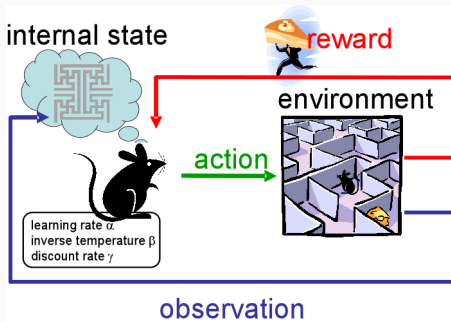 internal state
reward
environment
action
learning rate α
inverse temperature β
discount rate γ
observation